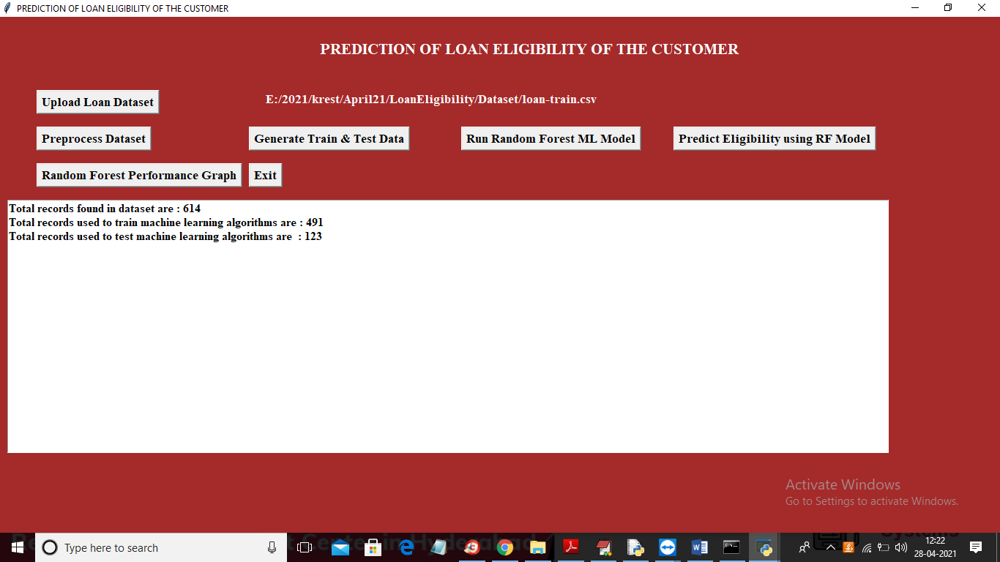 PREDICTION OF LOAN ELIGIBILITY OF THE CUSTOMER
PREDICTION OF LOAN ELIGIBILITY OF THE CUSTOMER
Upload Loan Dataset
E:/2021/krest/April21/LoanEligibility/Dataset/loan-train.csv
Preprocess Dataset
Generate Train & Test Data
Run Random Forest ML Model
Predict Eligibility using RF Model
Random Forest Performance Graph
Exit
Total records found in dataset are : 614
Total records used to train machine learning algorithms are : 491
Total records used to test machine learning algorithms are  : 123
Activate Windows
Go to Settings to activate Windows.
Type here to search
12:22
28-04-2021